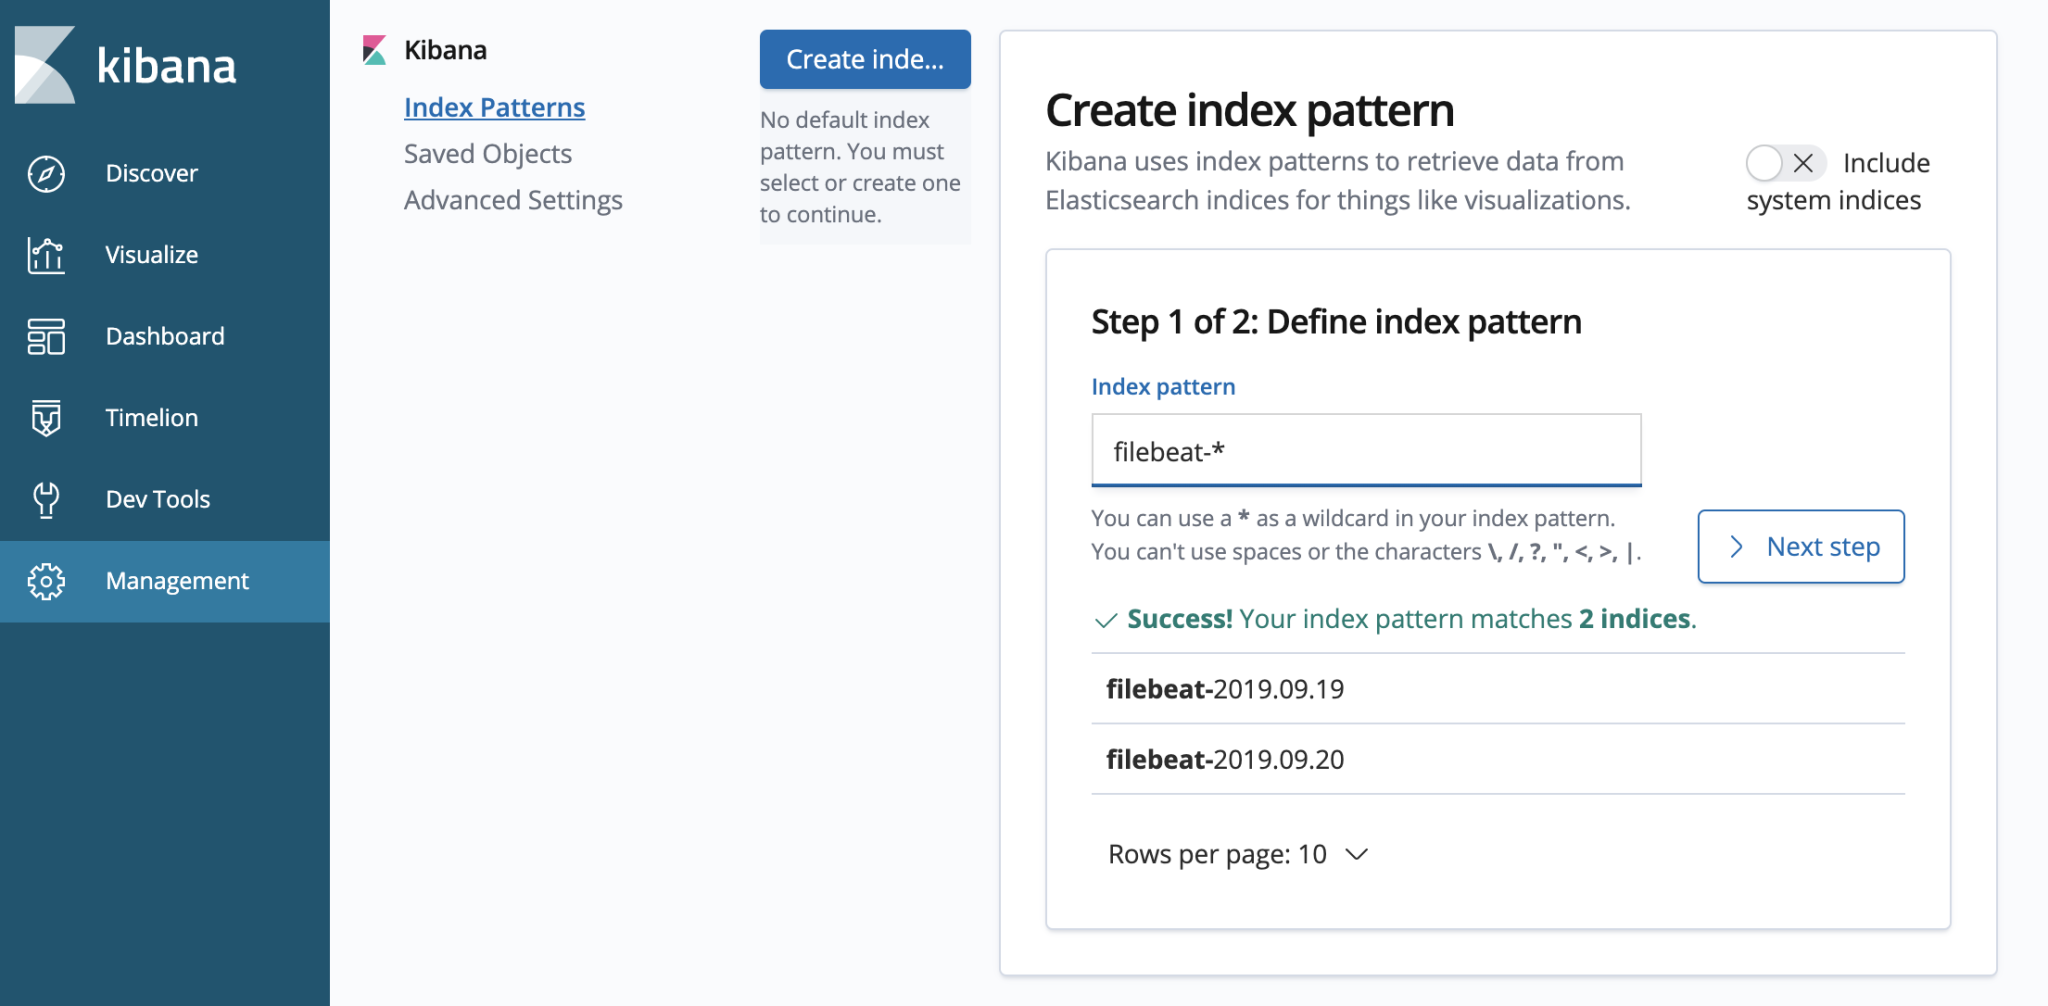 kibana
Discover
Visualize
Dashboard
Timelion
Dev Tools
Management
Kibana
Index Patterns
Saved Objects
Advanced Settings
Create inde...
No default index
pattern. You must
select or create one
to continue.
Create index pattern
Kibana uses index patterns to retrieve data from
Elasticsearch indices for things like visualizations.
Include
system indices
Step 1 of 2: Define index pattern
Index pattern
filebeat-*
You can use a * as a wildcard in your index pattern.
You can't use spaces or the characters \, /, ?, ", <, >, |.
Next step
Success! Your index pattern matches 2 indices.
filebeat-2019.09.19
filebeat-2019.09.20
Rows per page: 10